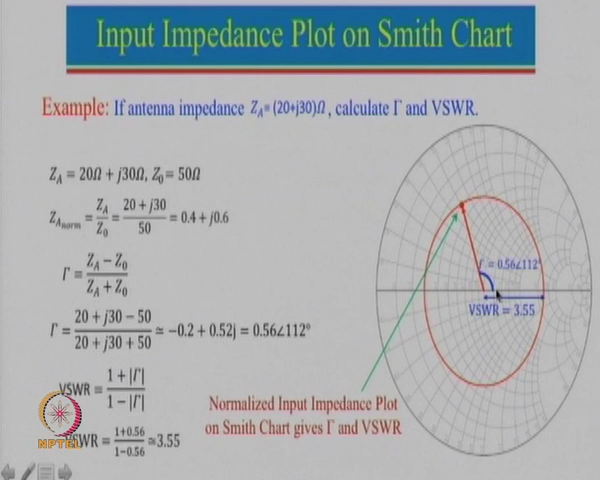 Input Impedance Plot on Smith Chart
Example: If antenna impedance Z_A= (20+j30)Ω , calculate Γ and VSWR.
Z_A = 20Ω + j30Ω, Z_0 = 50Ω
Z_{A_{norm}} = Z_A/Z_0 = (20 + j30)/50 = 0.4 + j0.6
Γ = (Z_A − Z_0)/(Z_A + Z_0)
Γ = (20 + j30 − 50)/(20 + j30 + 50) ≃ −0.2 + 0.52j = 0.56∠112°
VSWR = (1 + |Γ|)/(1 − |Γ|)
VSWR = (1+0.56)/(1−0.56) ≃3.55
Γ = 0.56∠112°
VSWR = 3.55
Normalized Input Impedance Plot
on Smith Chart gives Γ and VSWR
NPTEL